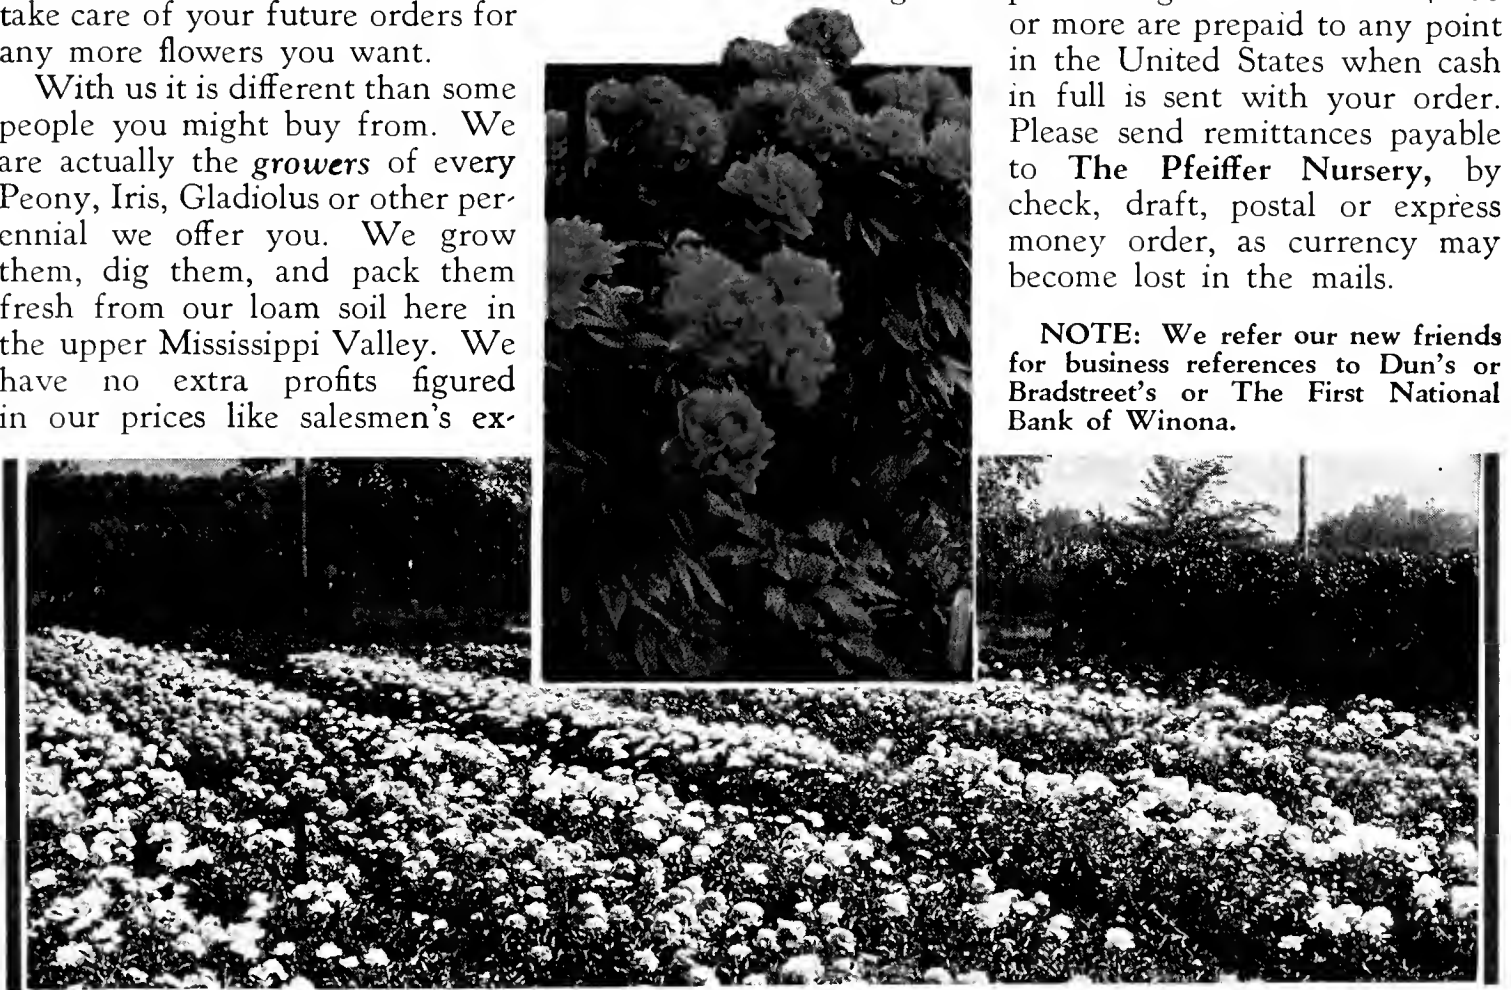 take care of your future orders for
any more flowers you want.
With us it is different than some
people you might buy from. We
are actually the growers of every
Peony, Iris, Gladiolus or other per-
ennial we offer you. We grow
them, dig them, and pack them
fresh from our loam soil here in
the upper Mississippi Valley. We
have no extra profits figured
in our prices like salesmen's ex-
or more are prepaid to any point
in the United States when cash
in full is sent with your order.
Please send remittances payable
to The Pfeiffer Nursery, by
check, draft, postal or express
money order, as currency may
become lost in the mails.
NOTE: We refer our new friends
for business references to Dun's or
Bradstreet's or The First National
Bank of Winona.